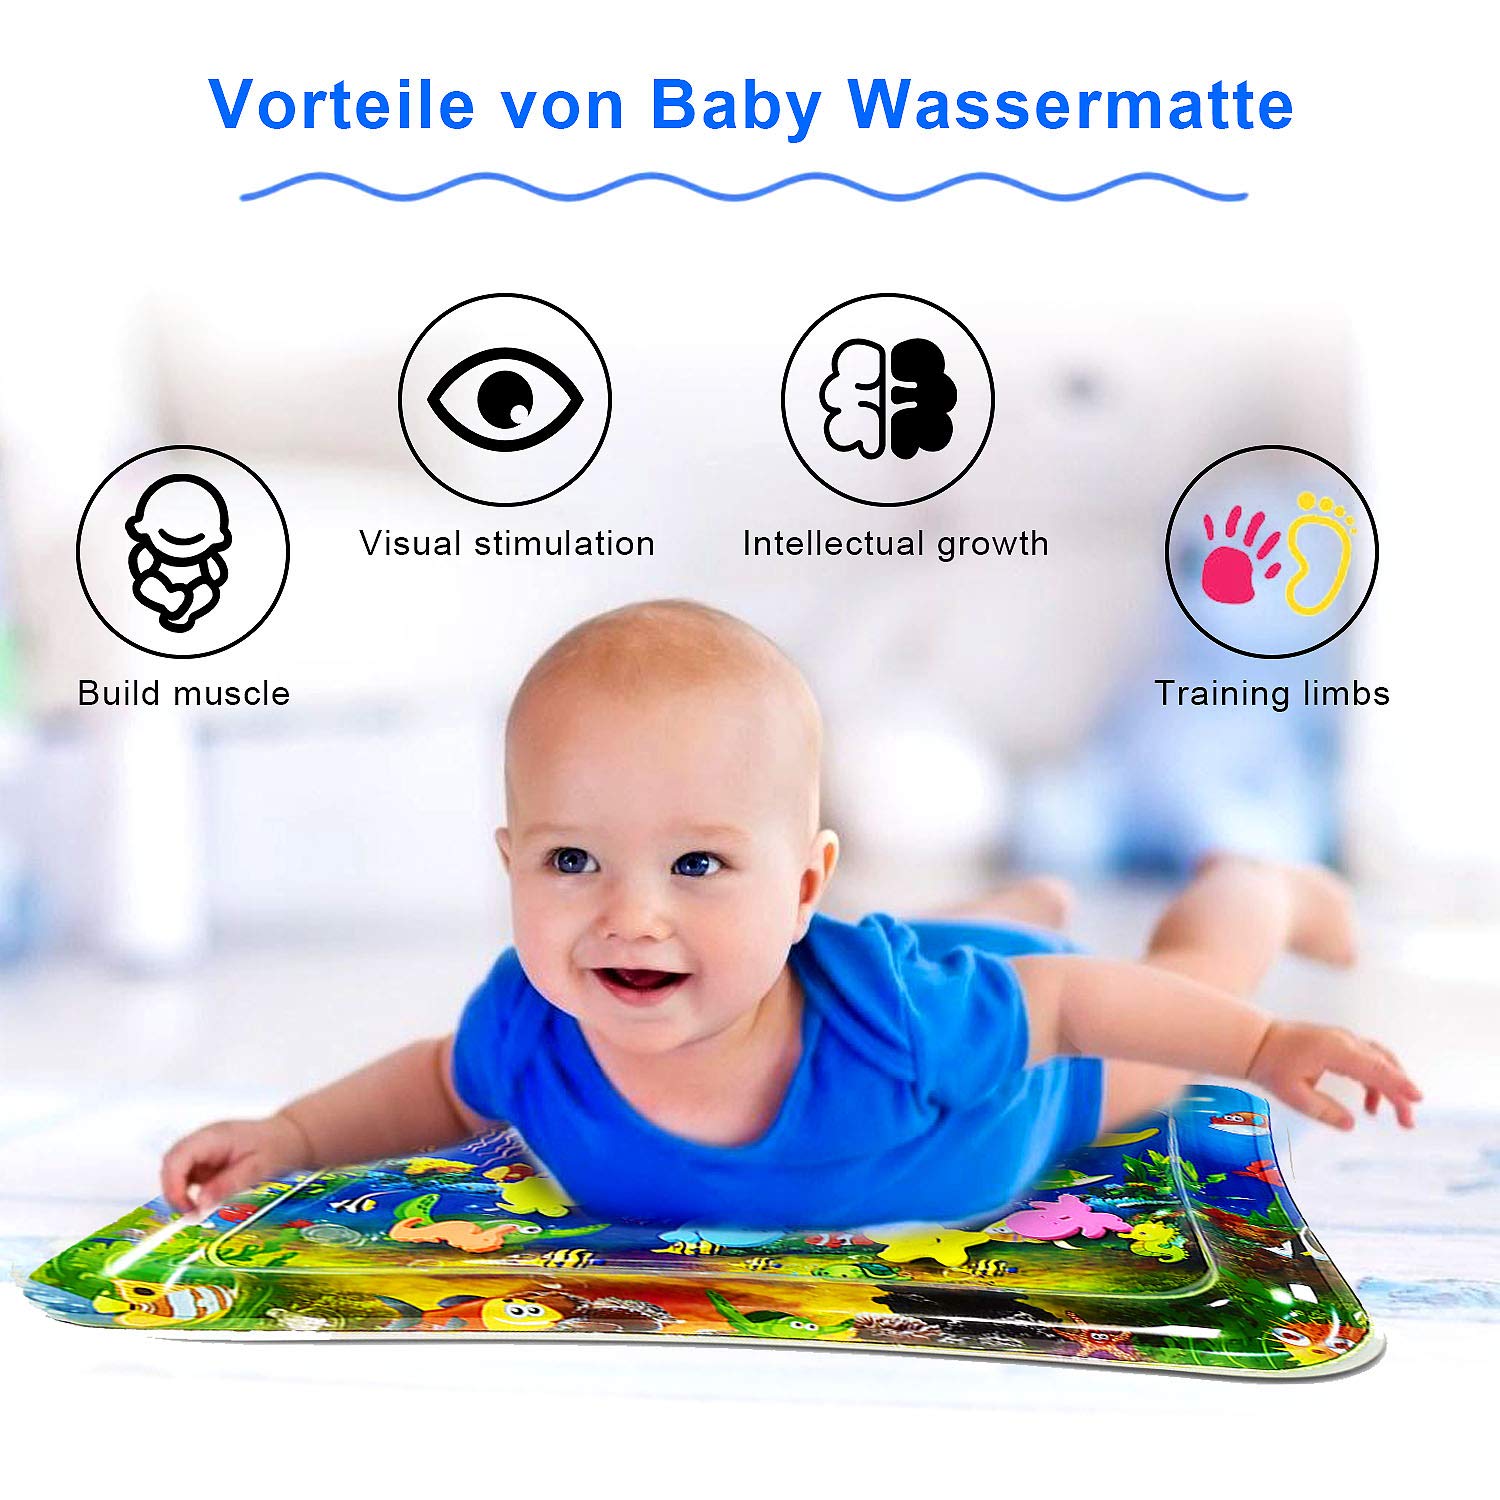 Vorteile von Baby Wassermatte
Visual stimulation
Intellectual growth
Build muscle
Training limbs